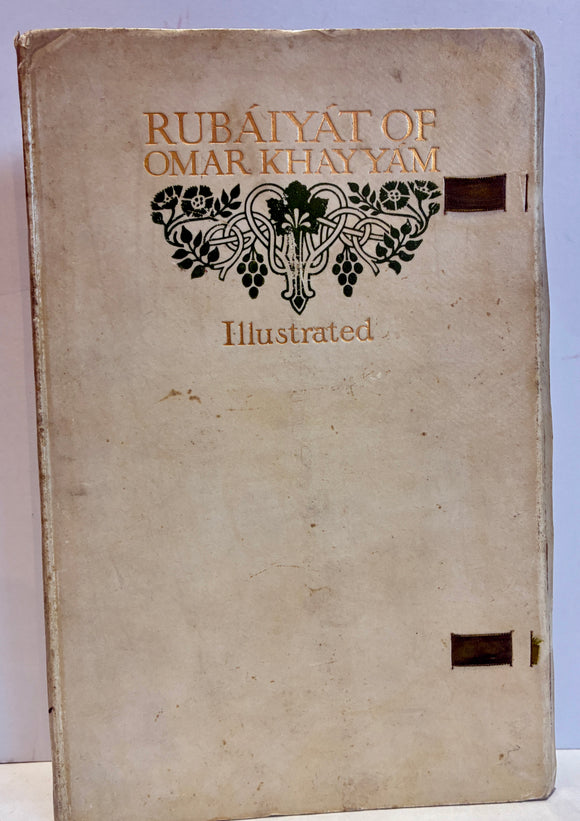 RUBÁIYÁT OF
OMAR KHAYYÁM
Illustrated